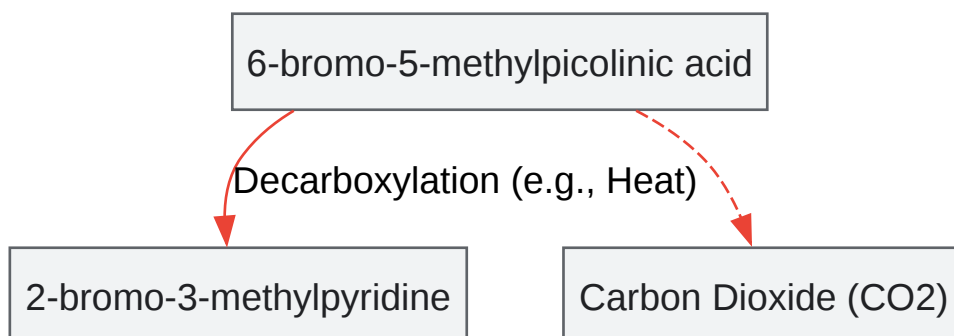 6-bromo-5-methylpicolinic acid
Decarboxylation (e.g., Heat)
2-bromo-3-methylpyridine
Carbon Dioxide (CO2)